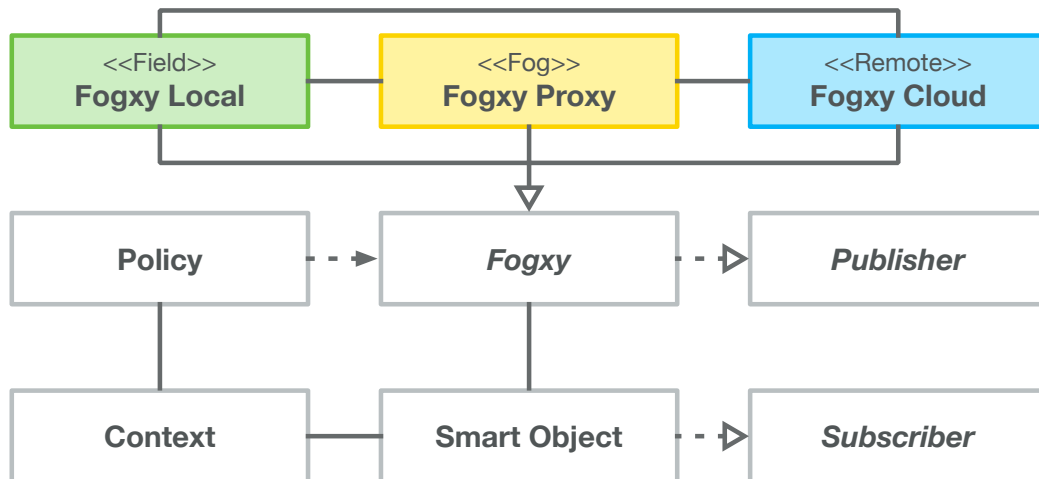 <<Field>>
Fogxy Local
<<Fog>>
Fogxy Proxy
<<Remote>>
Fogxy Cloud
Policy
Fogxy
Publisher
Context
Smart Object
Subscriber